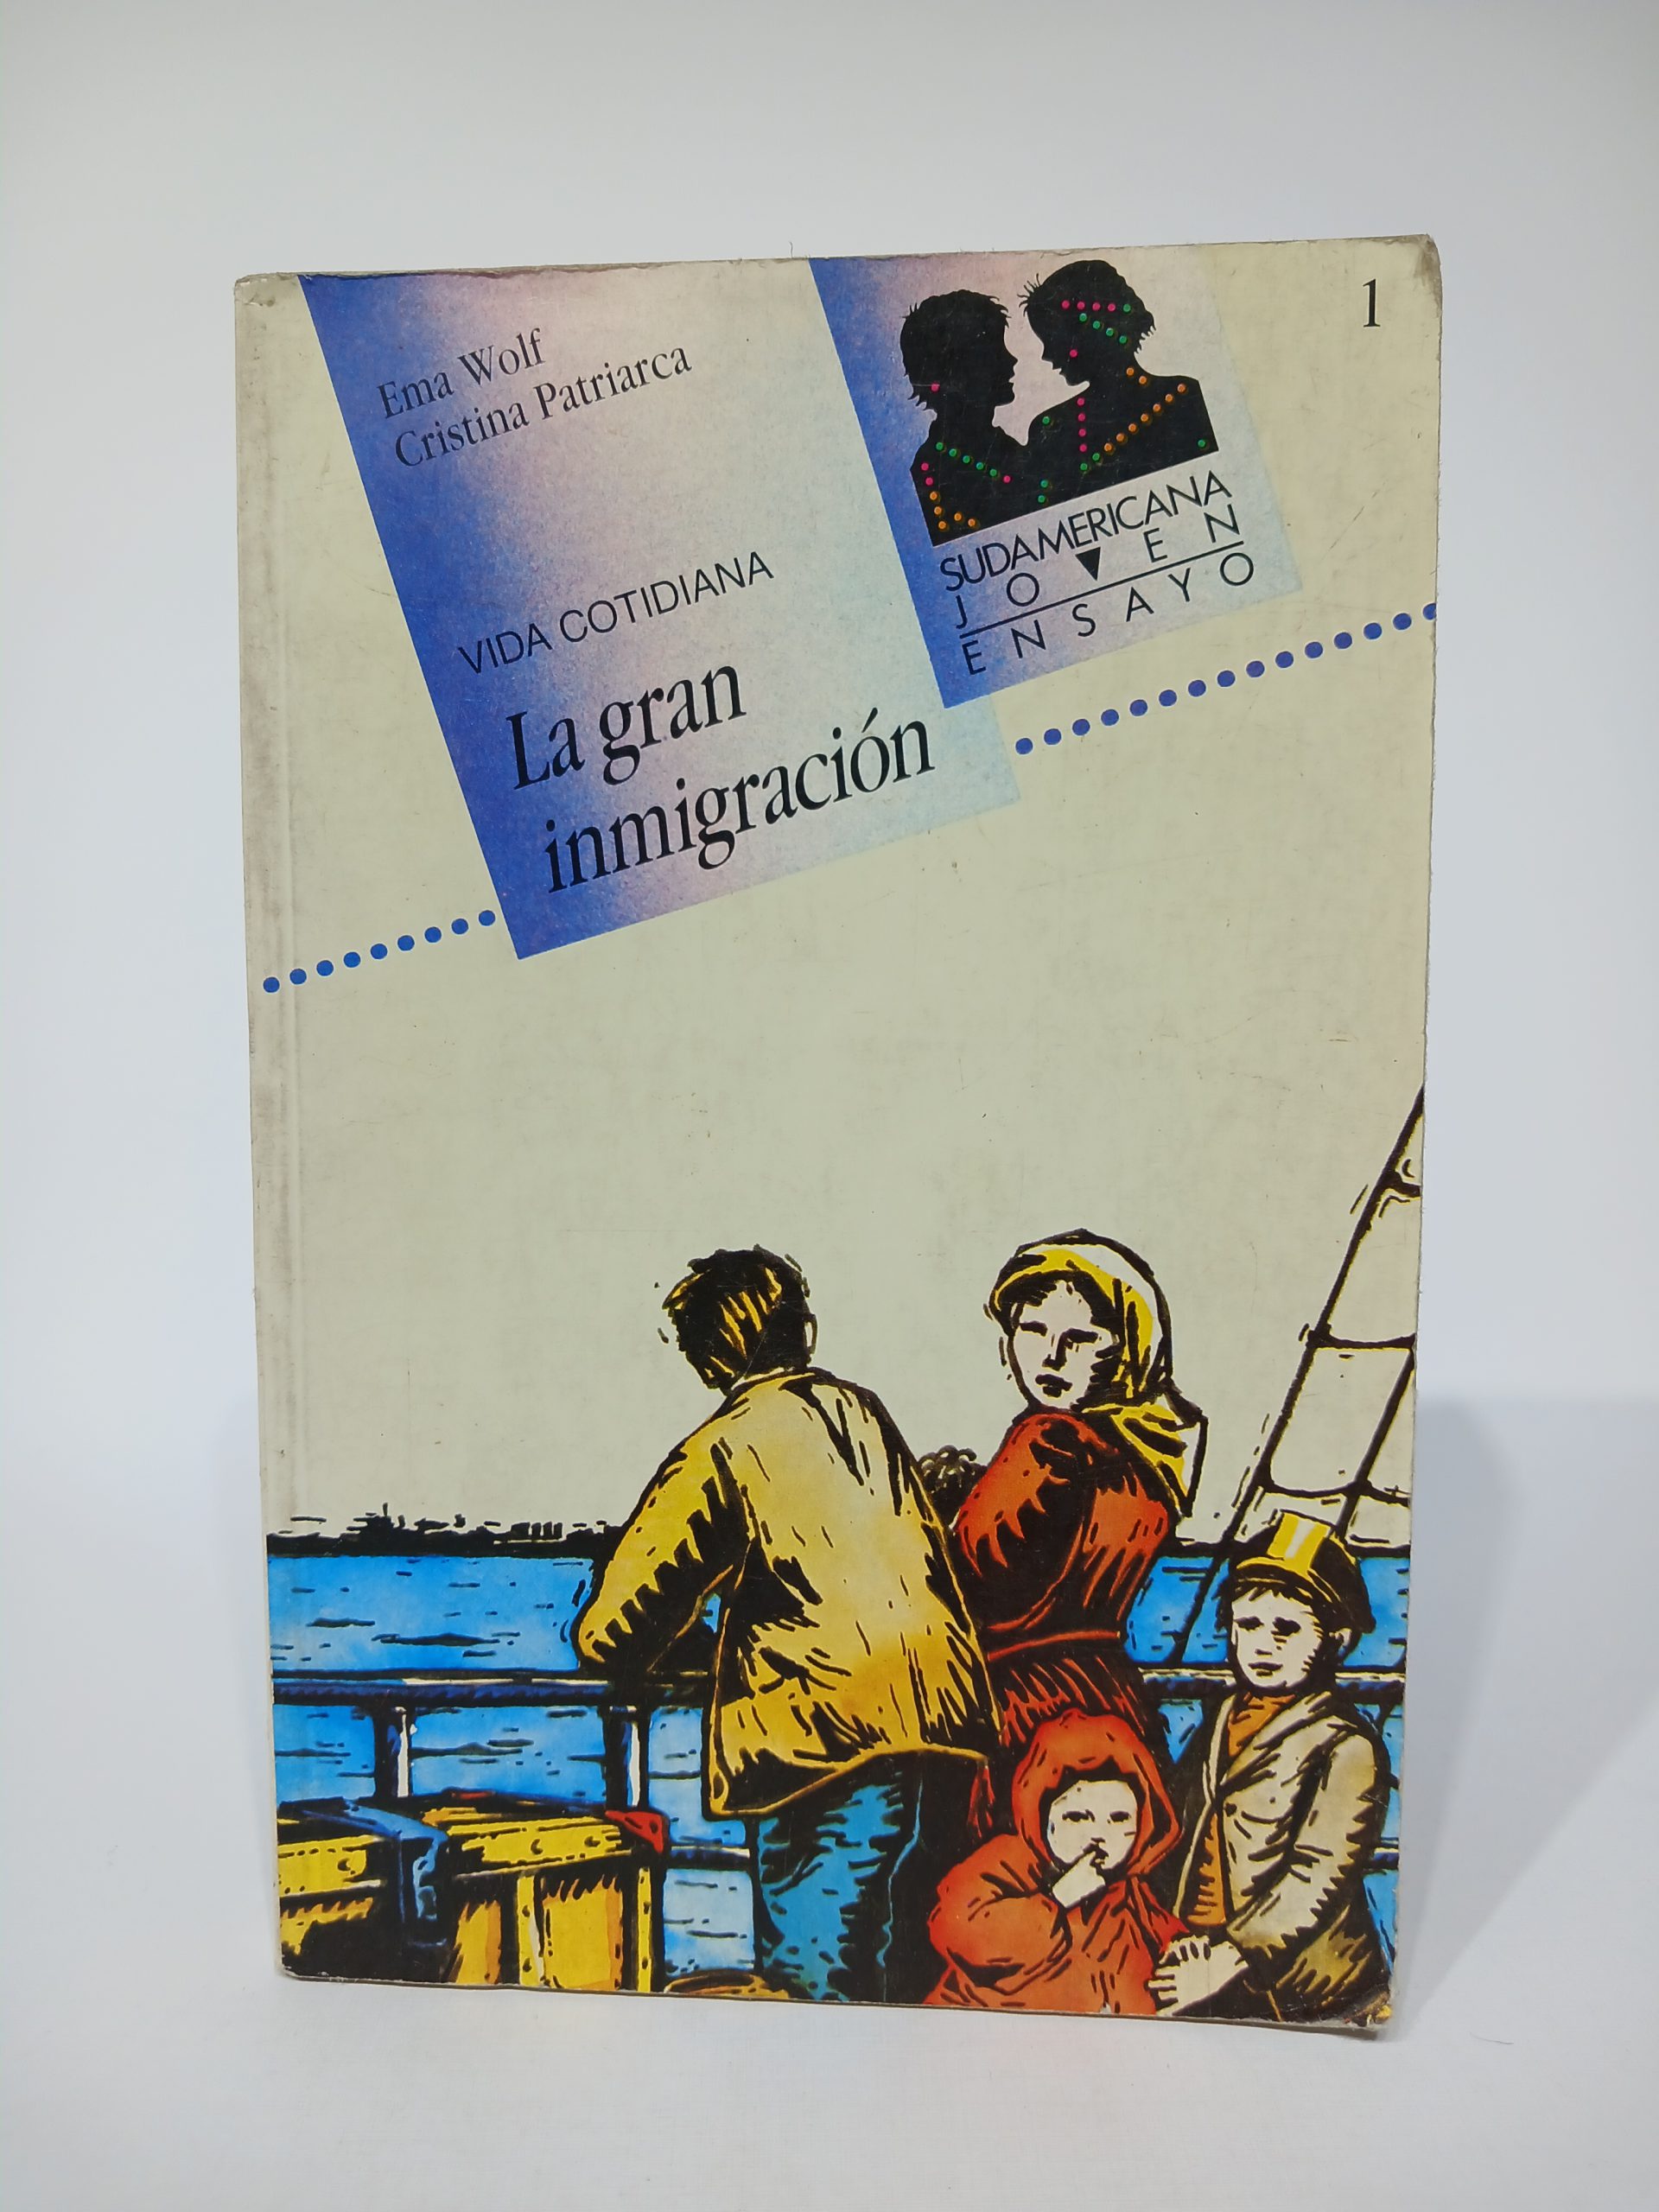 Ema Wolf
Cristina Patriarca
VIDA COTIDIANA
La gran
inmigración
SUDAMERICANA
JOVEN
ENSAYO
1